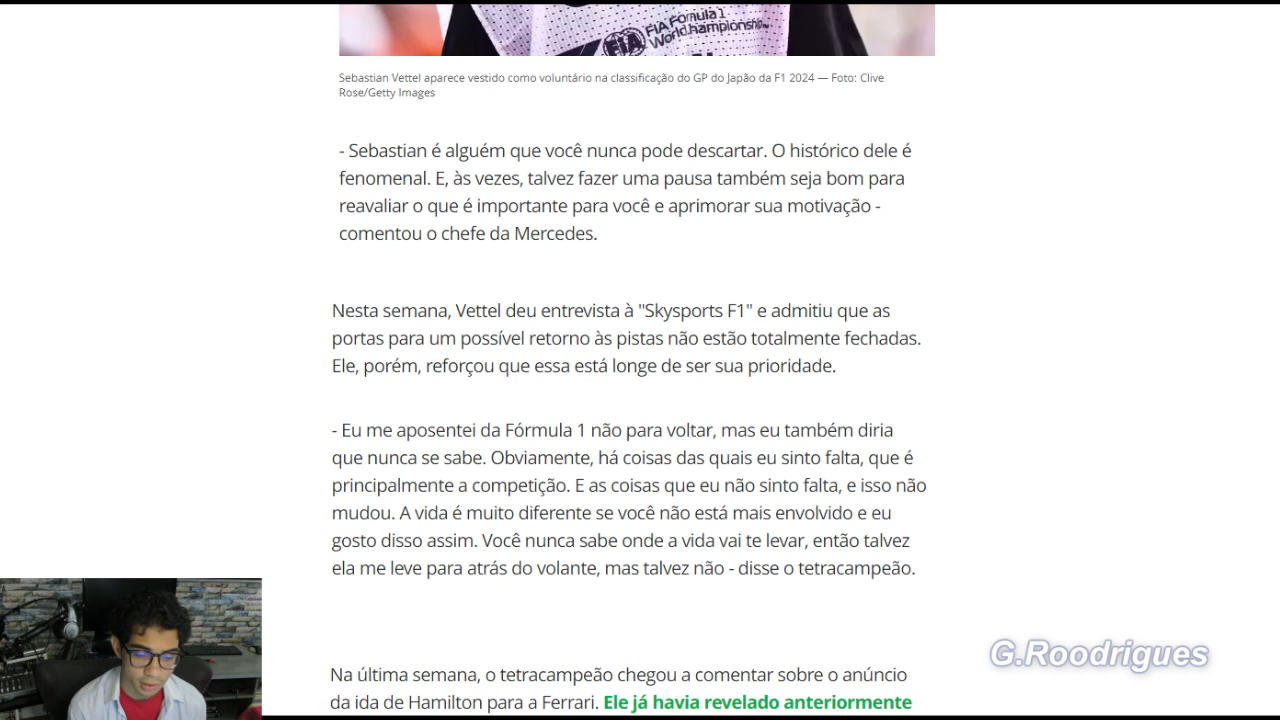 FIA Formula 1
FIA World Championship
Sebastian Vettel aparece vestido como voluntário na classificação do GP do Japão da F1 2024 — Foto: Clive
Rose/Getty Images
- Sebastian é alguém que você nunca pode descartar. O histórico dele é
fenomenal. E, às vezes, talvez fazer uma pausa também seja bom para
reavaliar o que é importante para você e aprimorar sua motivação -
comentou o chefe da Mercedes.
Nesta semana, Vettel deu entrevista à "Skysports F1" e admitiu que as
portas para um possível retorno às pistas não estão totalmente fechadas.
Ele, porém, reforçou que essa está longe de ser sua prioridade.
- Eu me aposentei da Fórmula 1 não para voltar, mas eu também diria
que nunca se sabe. Obviamente, há coisas das quais eu sinto falta, que é
principalmente a competição. E as coisas que eu não sinto falta, e isso não
mudou. A vida é muito diferente se você não está mais envolvido e eu
gosto disso assim. Você nunca sabe onde a vida vai te levar, então talvez
ela me leve para atrás do volante, mas talvez não - disse o tetracampeão.
G.Roodrigues
Na última semana, o tetracampeão chegou a comentar sobre o anúncio
da ida de Hamilton para a Ferrari. Ele já havia revelado anteriormente